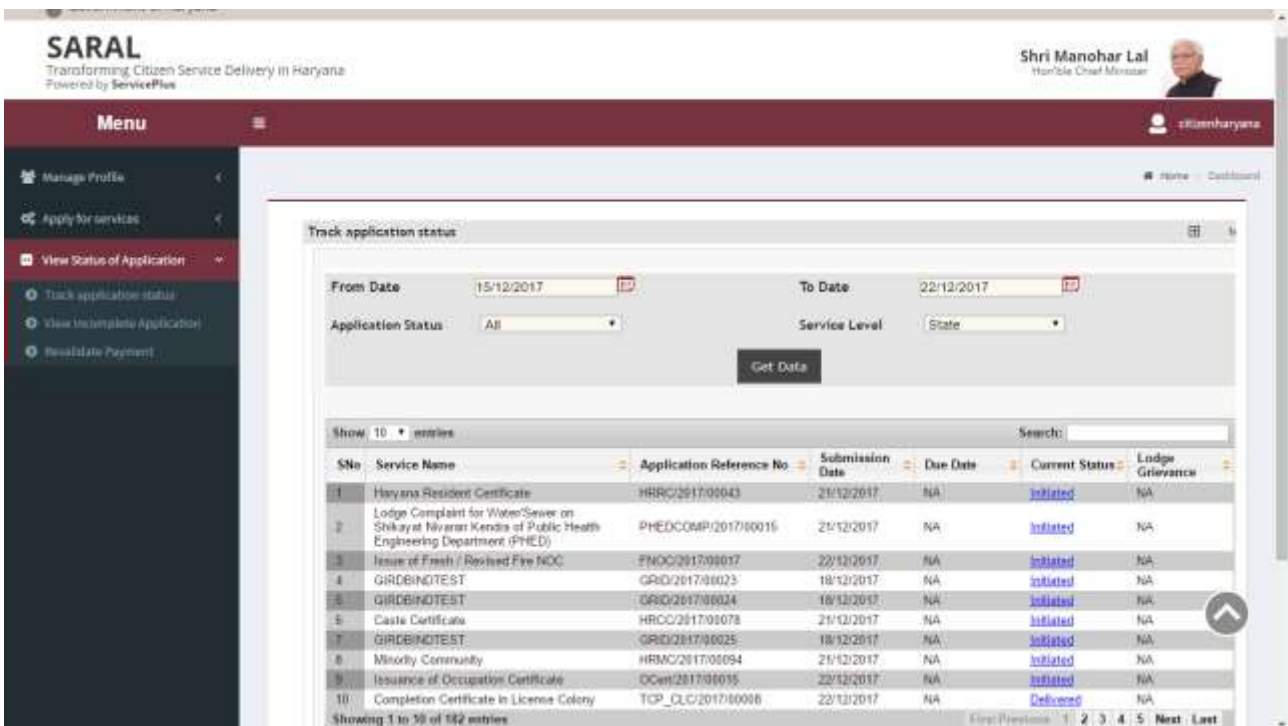 SARAL
Transforming Citizen Service Delivery in Haryana
Powered by ServicePlus
Shri Manohar Lal
Hon'ble Chief Minister
Menu
citizenharyana
Manage Profile
Home Dashboard
Apply for services
View Status of Application
Track application status
View Incomplete Application
Revalidate Payment
Track application status
From Date 15/12/2017 To Date 22/12/2017
Application Status All Service Level State
Get Data
Show 10 entries Search:
SNo Service Name Application Reference No Submission Date Due Date Current Status Lodge Grievance
1 Haryana Resident Certificate HRRC/2017/00043 21/12/2017 NA Initiated NA
2 Lodge Complaint for Water/Sewer on Shikayat Nivaran Kendra of Public Health Engineering Department (PHED) PHEDCOMP/2017/00015 21/12/2017 NA Initiated NA
3 Issue of Fresh / Revised Fire NOC FNOC/2017/00017 22/12/2017 NA Initiated NA
4 GIRDBINDTEST GRID/2017/00023 18/12/2017 NA Initiated NA
5 GIRDBINDTEST GRID/2017/00024 18/12/2017 NA Initiated NA
6 Caste Certificate HRCC/2017/00078 21/12/2017 NA Initiated NA
7 GIRDBINDTEST GRID/2017/00025 18/12/2017 NA Initiated NA
8 Minority Community HRMC/2017/00094 21/12/2017 NA Initiated NA
9 Issuance of Occupation Certificate OCert/2017/00015 22/12/2017 NA Initiated NA
10 Completion Certificate in License Colony TCP_CLC/2017/00008 22/12/2017 NA Delivered NA
Showing 1 to 10 of 182 entries First Previous 1 2 3 4 5 Next Last